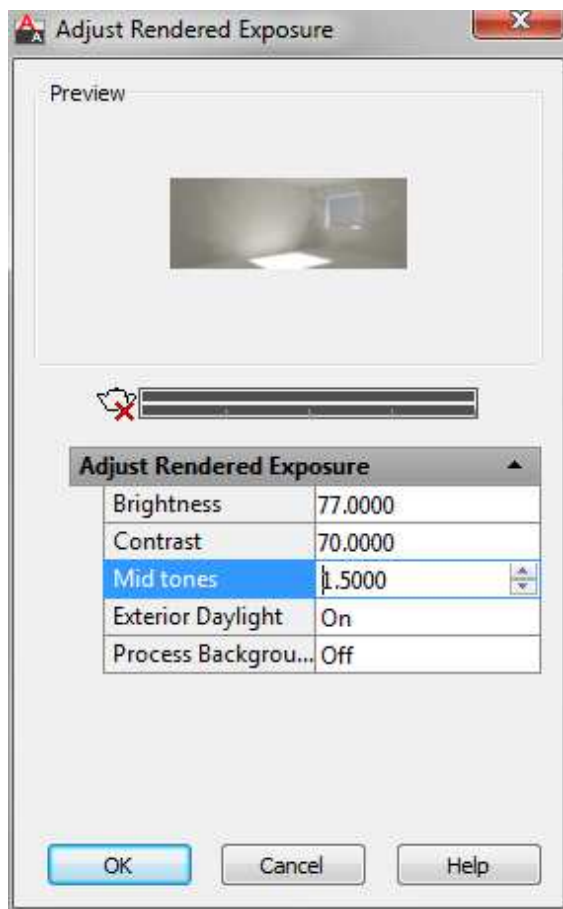 Adjust Rendered Exposure
Preview
Adjust Rendered Exposure
Brightness 77.0000
Contrast 70.0000
Mid tones 1.5000
Exterior Daylight On
Process Backgrou... Off
OK Cancel Help